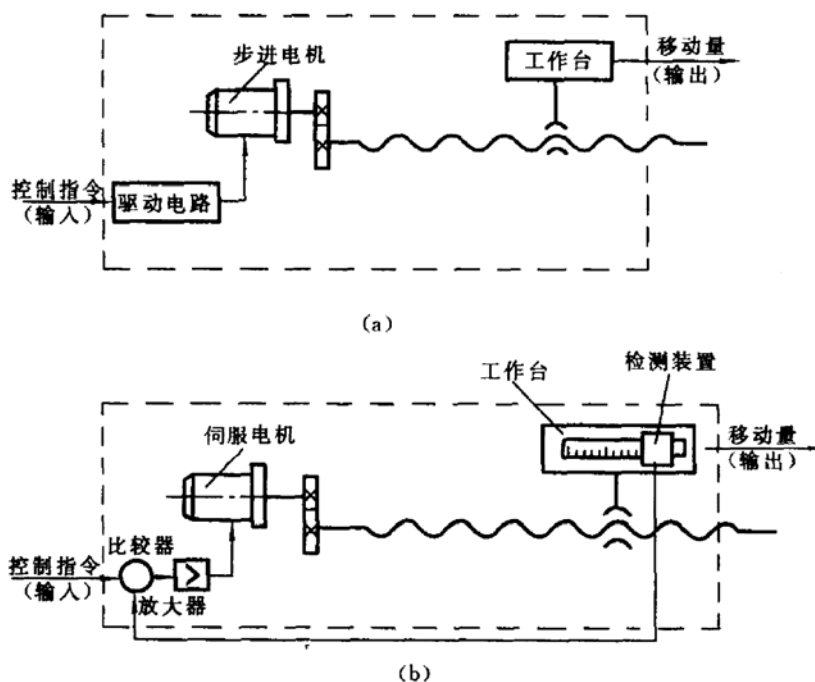 步进电机
工作台
移动量
(输出)
控制指令
(输入)
驱动电路
(a)
工作台
检测装置
伺服电机
移动量
(输出)
比较器
控制指令
(输入)
放大器
(b)